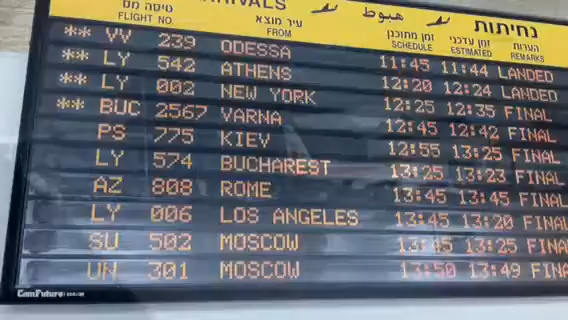 ARRIVALS هبوط נחיתות
טיסה מס עיר מוצא זמן מתוכנן זמן עדכני הערות
FLIGHT NO. FROM SCHEDULE ESTIMATED REMARKS
** VV 239 ODESSA 11:45 11:44 LANDED
** LY 542 ATHENS 12:20 12:24 LANDED
** LY 002 NEW YORK 12:25 12:35 FINAL
** BUC 2567 VARNA 12:45 12:42 FINAL
PS 775 KIEV 12:55 13:25 FINAL
LY 574 BUCHAREST 13:25 13:23 FINAL
AZ 808 ROME 13:45 13:45 FINAL
LY 006 LOS ANGELES 13:45 13:20 FINAL
SU 502 MOSCOW 13:25 FINAL
UN 301 MOSCOW 13:50 13:49 FINA
ComFuture